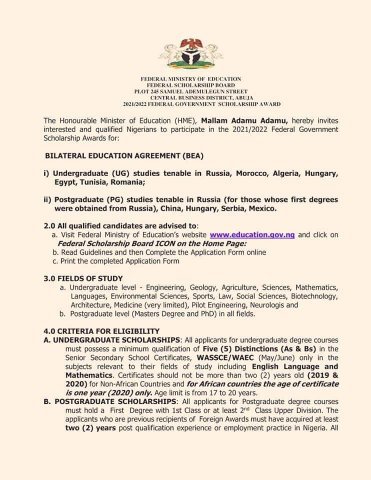 FEDERAL MINISTRY OF EDUCATION
FEDERAL SCHOLARSHIP BOARD
PLOT 245 SAMUEL ADEMULEGUN STREET
CENTRAL BUSINESS DISTRICT, ABUJA
2021/2022 FEDERAL GOVERNMENT SCHOLARSHIP AWARD
The Honourable Minister of Education (HME), Mallam Adamu Adamu, hereby invites
interested and qualified Nigerians to participate in the 2021/2022 Federal Government
Scholarship Awards for:
BILATERAL EDUCATION AGREEMENT (BEA)
i) Undergraduate (UG) studies tenable in Russia, Morocco, Algeria, Hungary,
Egypt, Tunisia, Romania;
ii) Postgraduate (PG) studies tenable in Russia (for those whose first degrees
were obtained from Russia), China, Hungary, Serbia, Mexico.
2.0 All qualified candidates are advised to:
a. Visit Federal Ministry of Education's website www.education.gov.ng and click on
Federal Scholarship Board ICON on the Home Page:
b. Read Guidelines and then Complete the Application Form online
c. Print the completed Application Form
3.0 FIELDS OF STUDY
a. Undergraduate level - Engineering, Geology, Agriculture, Sciences, Mathematics,
Languages, Environmental Sciences, Sports, Law, Social Sciences, Biotechnology,
Architecture, Medicine (very limited), Pilot Engineering, Neurologis and
b. Postgraduate level (Masters Degree and PhD) in all fields.
4.0 CRITERIA FOR ELIGIBILITY
A. UNDERGRADUATE SCHOLARSHIPS: All applicants for undergraduate degree courses
must possess a minimum qualification of Five (5) Distinctions (As & Bs) in the
Senior Secondary School Certificates, WASSCE/WAEC (May/June) only in the
subjects relevant to their fields of study including English Language and
Mathematics. Certificates should not be more than two (2) years old (2019 &
2020) for Non-African Countries and for African countries the age of certificate
is one year (2020) only. Age limit is from 17 to 20 years.
B. POSTGRADUATE SCHOLARSHIPS: All applicants for Postgraduate degree courses
must hold a First Degree with 1st Class or at least 2nd Class Upper Division. The
applicants who are previous recipients of Foreign Awards must have acquired at least
two (2) years post qualification experience or employment practice in Nigeria. All